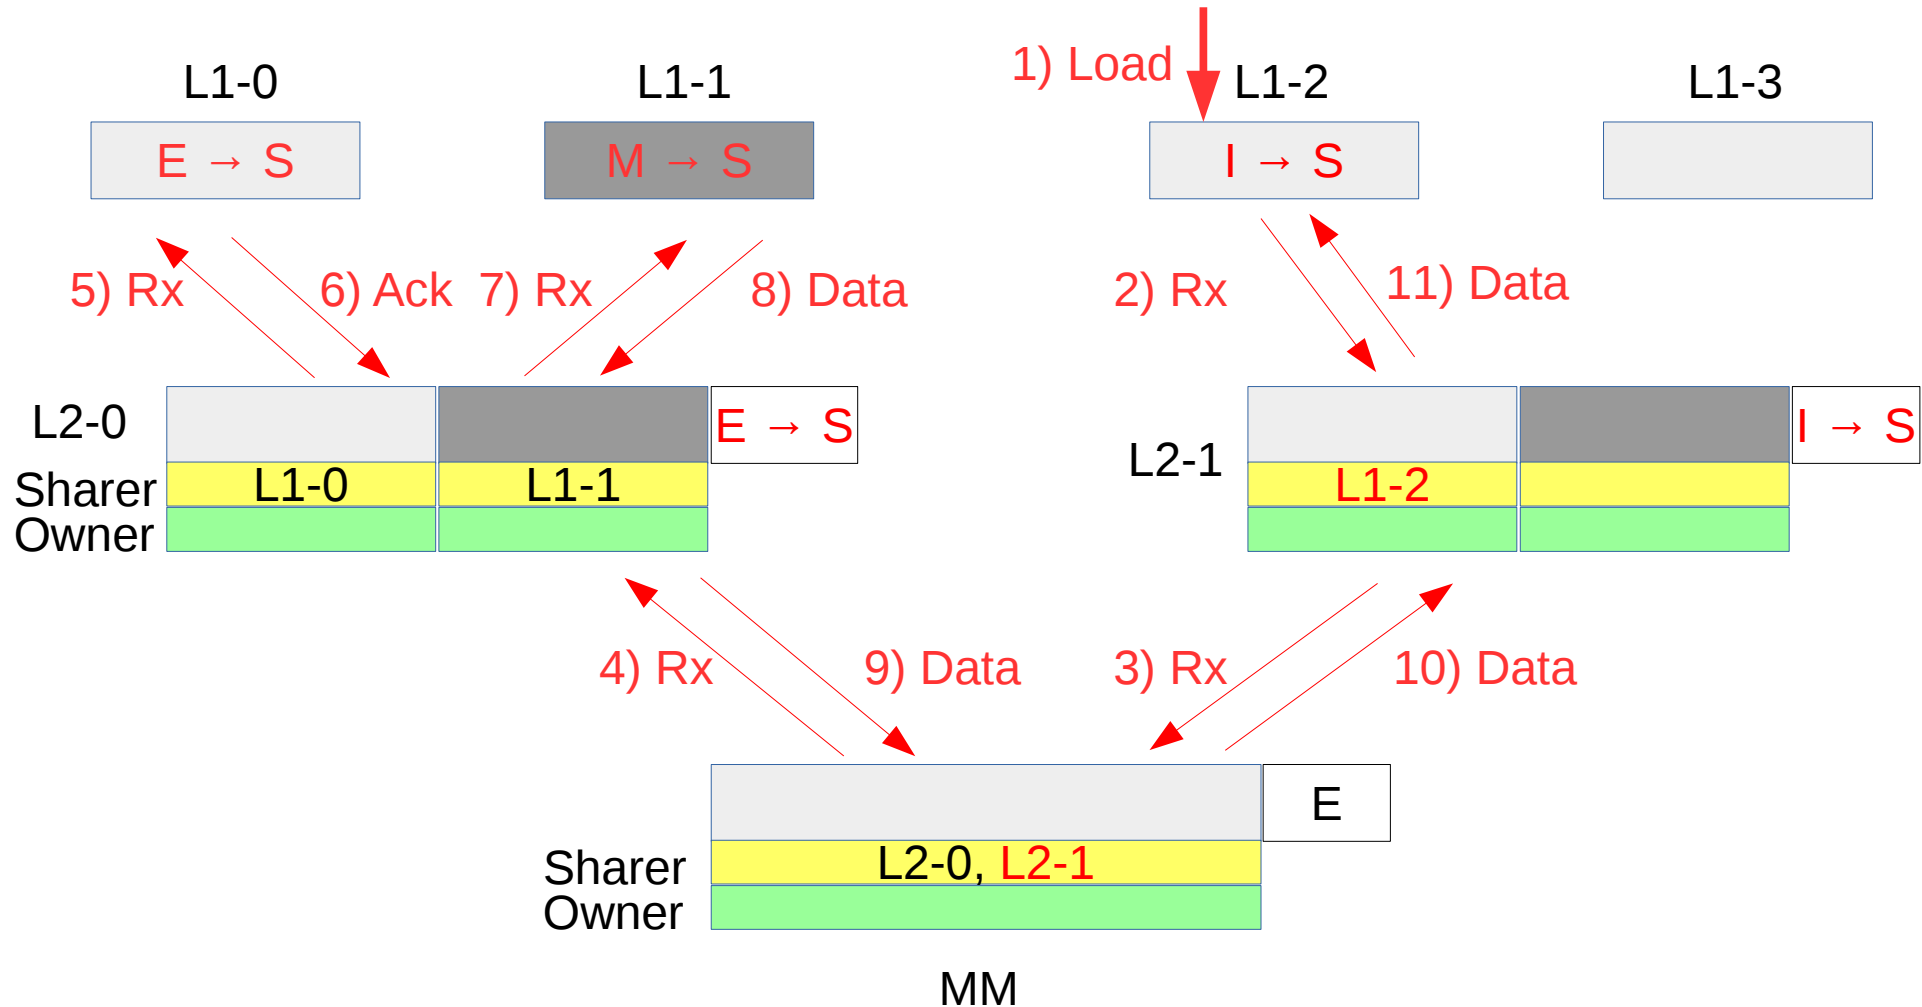 1) Load
L1-0
L1-1
L1-2
L1-3
E → S
M → S
I → S
5) Rx
6) Ack
7) Rx
8) Data
2) Rx
11) Data
L2-0
E → S
L2-1
I → S
Sharer
L1-0
L1-1
L1-2
Owner
4) Rx
9) Data
3) Rx
10) Data
E
Sharer
L2-0, L2-1
Owner
MM